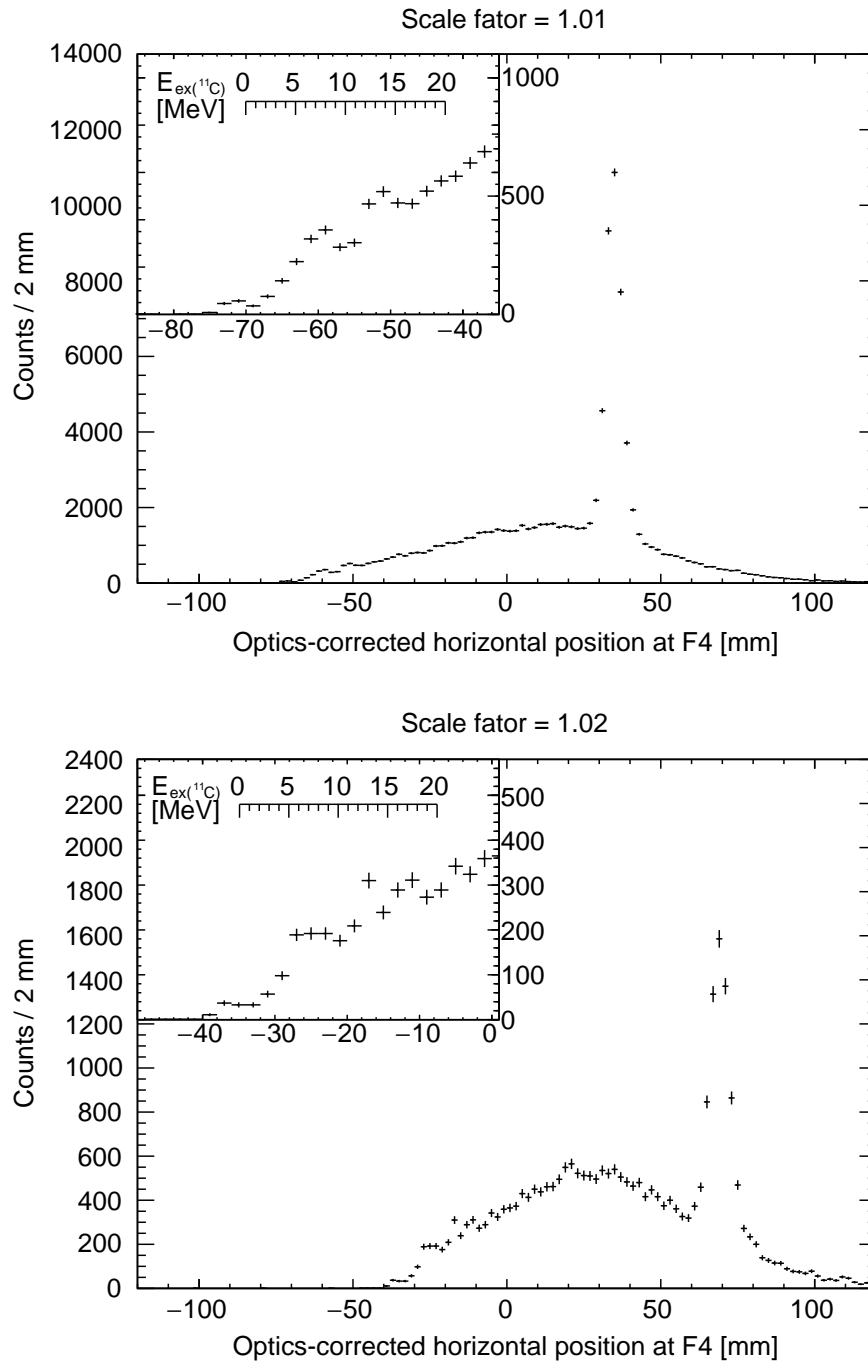 Scale fator = 1.01
14000
12000
10000
8000
6000
4000
2000
0
Counts / 2 mm
E ex(¹¹C) 0 5 10 15 20
[MeV]
1000
500
0
−80 −70 −60 −50 −40
−100 −50 0 50 100
Optics-corrected horizontal position at F4 [mm]
Scale fator = 1.02
2400
2200
2000
1800
1600
1400
1200
1000
800
600
400
200
0
Counts / 2 mm
E ex(¹¹C) 0 5 10 15 20
[MeV]
500
400
300
200
100
0
−40 −30 −20 −10 0
−100 −50 0 50 100
Optics-corrected horizontal position at F4 [mm]